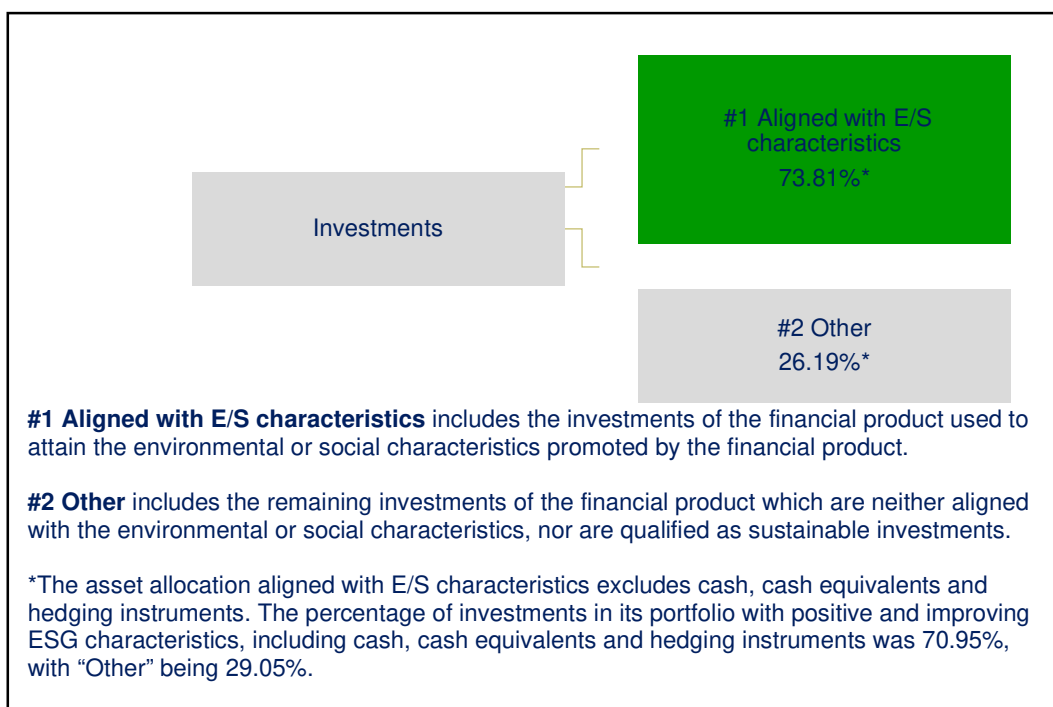 #1 Aligned with E/S
characteristics
73.81%*
Investments
#2 Other
26.19%*
#1 Aligned with E/S characteristics includes the investments of the financial product used to
attain the environmental or social characteristics promoted by the financial product.
#2 Other includes the remaining investments of the financial product which are neither aligned
with the environmental or social characteristics, nor are qualified as sustainable investments.
*The asset allocation aligned with E/S characteristics excludes cash, cash equivalents and
hedging instruments. The percentage of investments in its portfolio with positive and improving
ESG characteristics, including cash, cash equivalents and hedging instruments was 70.95%,
with “Other” being 29.05%.